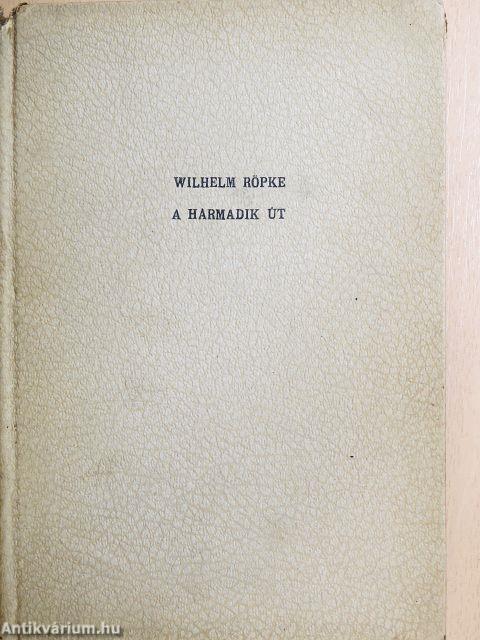 WILHELM RÖPKE
A HARMADIK ÚT
Antikvárium.hu